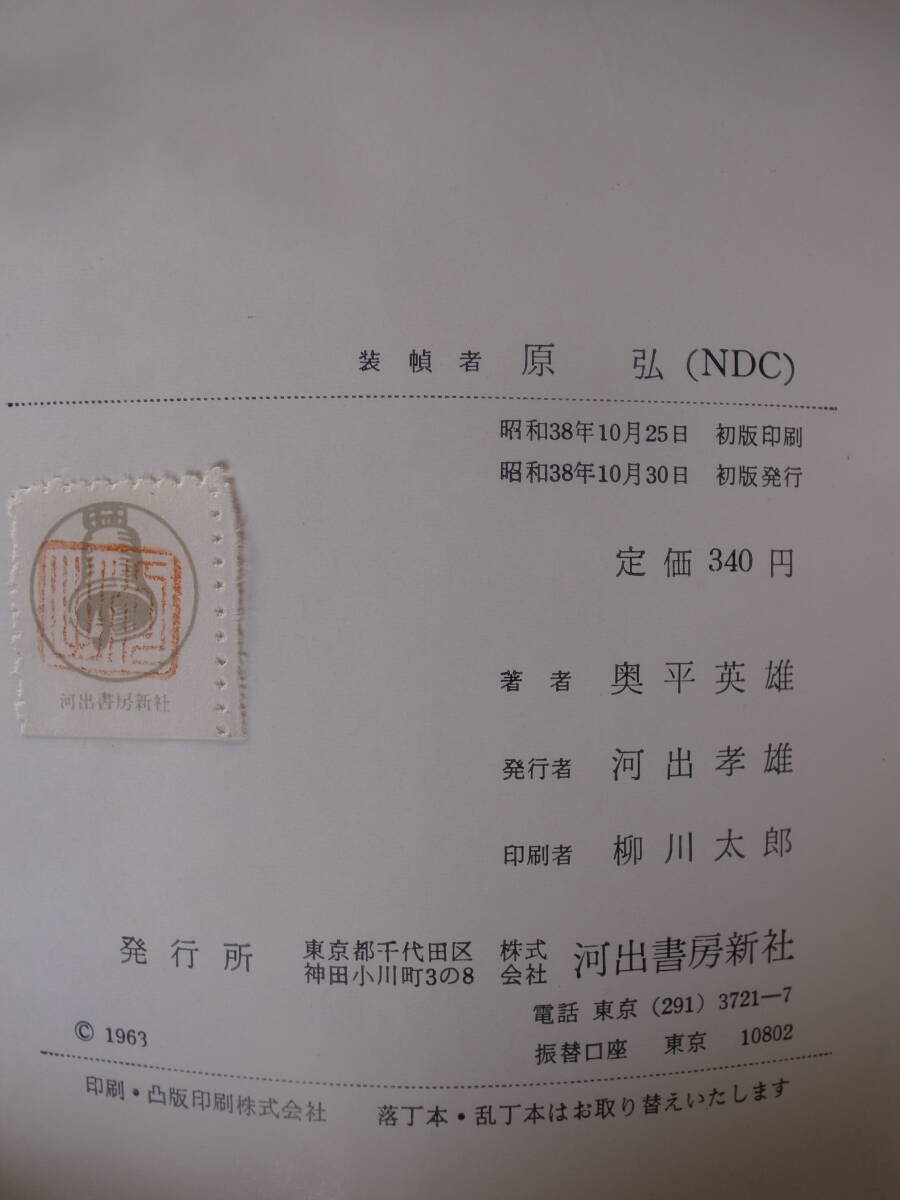 装幀者 原 弘(NDC)
昭和38年10月25日 初版印刷
昭和38年10月30日 初版発行
定価 340円
著者 奥平英雄
発行者 河出孝雄
印刷者 柳川太郎
発行所 東京都千代田区神田小川町3の8 株式会社 河出書房新社
電話 東京 (291) 3721—7
振替口座 東京 10802
© 1963
印刷・凸版印刷株式会社 落丁本・乱丁本はお取り替えいたします
河出書房新社